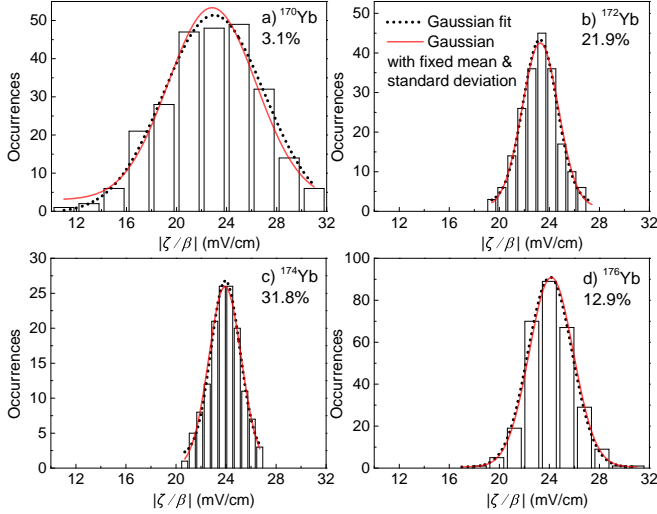 a) ¹⁷⁰Yb
3.1%
60
50
40
30
20
10
0
Occurrences
12 16 20 24 28 32
|ζ/β| (mV/cm)
b) ¹⁷²Yb
21.9%
Gaussian fit
Gaussian
with fixed mean &
standard deviation
50
40
30
20
10
0
Occurrences
12 16 20 24 28 32
|ζ/β| (mV/cm)
c) ¹⁷⁴Yb
31.8%
30
25
20
15
10
5
0
Occurrences
12 16 20 24 28 32
|ζ/β| (mV/cm)
d) ¹⁷⁶Yb
12.9%
100
80
60
40
20
0
Occurrences
12 16 20 24 28 32
|ζ/β| (mV/cm)